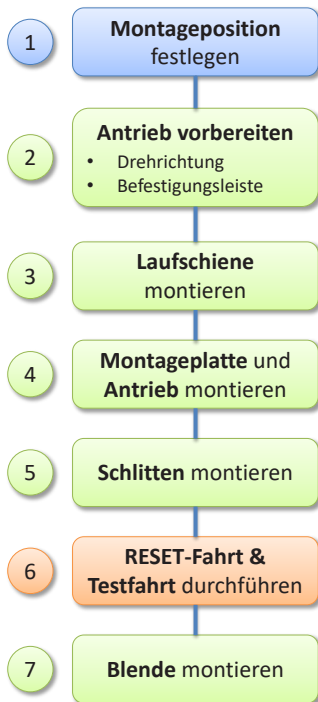 1
Montageposition
festlegen
2
Antrieb vorbereiten
• Drehrichtung
• Befestigungsleiste
3
Laufschiene
montieren
4
Montageplatte und
Antrieb montieren
5
Schlitten montieren
6
RESET-Fahrt &
Testfahrt durchführen
7
Blende montieren